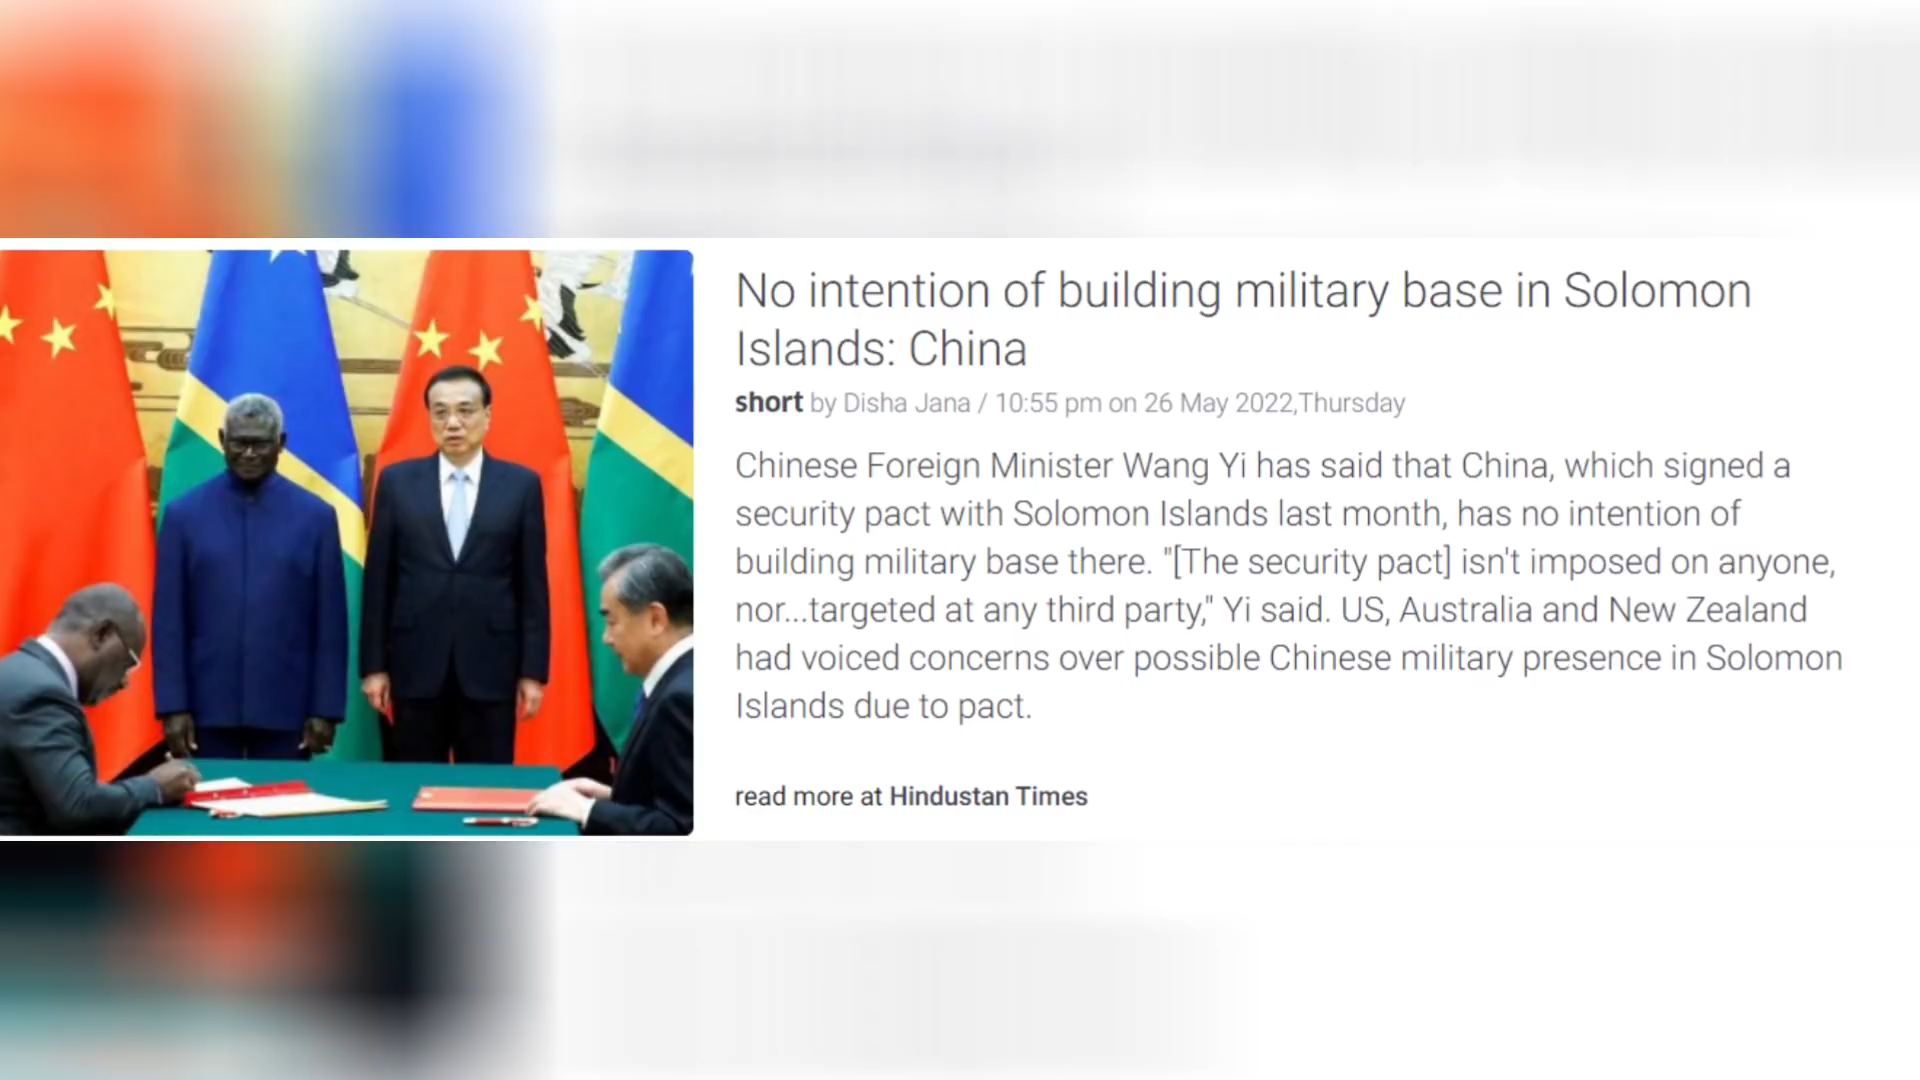 No intention of building military base in Solomon
Islands: China
short by Disha Jana / 10:55 pm on 26 May 2022,Thursday
Chinese Foreign Minister Wang Yi has said that China, which signed a
security pact with Solomon Islands last month, has no intention of
building military base there. "[The security pact] isn't imposed on anyone,
nor...targeted at any third party," Yi said. US, Australia and New Zealand
had voiced concerns over possible Chinese military presence in Solomon
Islands due to pact.
read more at Hindustan Times